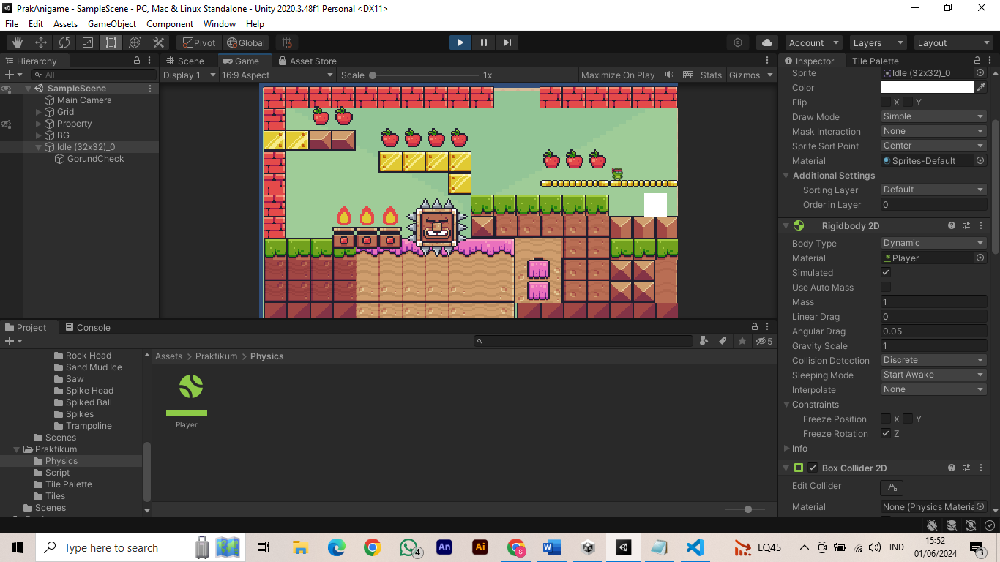 PrakAnigame - SampleScene - PC, Mac & Linux Standalone - Unity 2020.3.48f1 Personal <DX11>
File Edit Assets GameObject Component Window Help
Pivot Global Account Layers Layout
Hierarchy Scene Game Asset Store Inspector Tile Palette
All Display 1 16:9 Aspect Scale 1x Maximize On Play Stats Gizmos
SampleScene
Main Camera
Grid
Property
BG
Idle (32x32)_0
GorundCheck
Sprite Idle (32x32)_0
Color
Flip X Y
Draw Mode Simple
Mask Interaction None
Sprite Sort Point Center
Material Sprites-Default
Additional Settings
Sorting Layer Default
Order in Layer 0
Rigidbody 2D
Body Type Dynamic
Material Player
Simulated
Use Auto Mass
Mass 1
Linear Drag 0
Angular Drag 0.05
Gravity Scale 1
Collision Detection Discrete
Sleeping Mode Start Awake
Interpolate None
Constraints
Freeze Position X Y
Freeze Rotation Z
Info
Box Collider 2D
Edit Collider
Material None (Physics Materia
Project Console
5
Rock Head
Sand Mud Ice
Saw
Spike Head
Spiked Ball
Spikes
Trampoline
Scenes
Praktikum
Physics
Script
Tile Palette
Tiles
Scenes
Assets > Praktikum > Physics
Player
Type here to search
4
An
Ai
S
W
LQ45
IND
15:52
01/06/2024
3